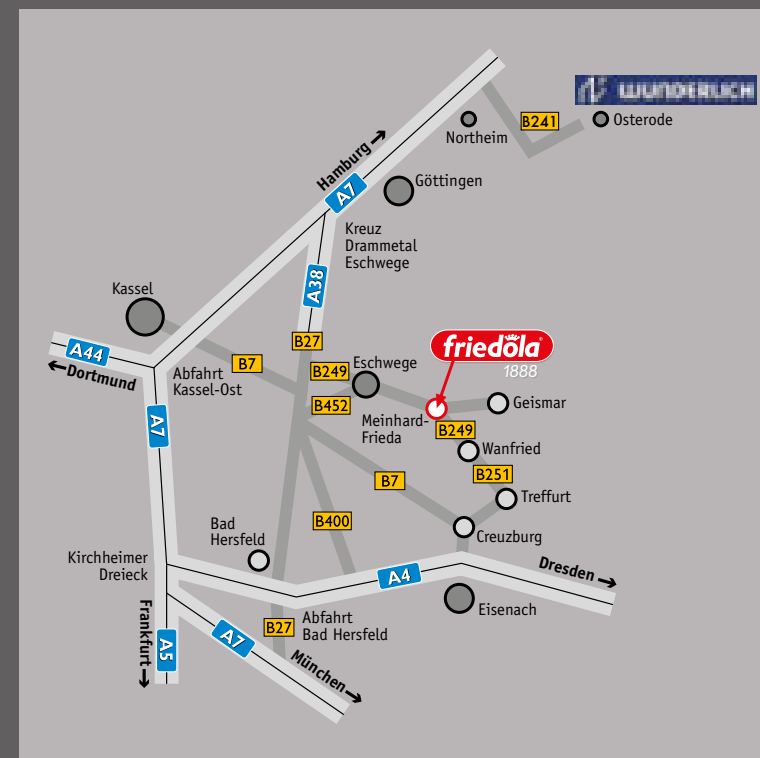 WUNDERLICH
B241
Osterode
Northeim
Hamburg
Göttingen
A7
Kreuz
Drammetal
Eschwege
A38
Kassel
A44
Dortmund
Abfahrt
Kassel-Ost
B7
B27
B249
Eschwege
B452
friedola
1888
Meinhard-
Frieda
Geismar
B249
Wanfried
B251
Treffurt
A7
B7
B400
Creuzburg
Bad
Hersfeld
Kirchheimer
Dreieck
A4
Dresden
Eisenach
Frankfurt
A5
A7
B27
Abfahrt
Bad Hersfeld
München